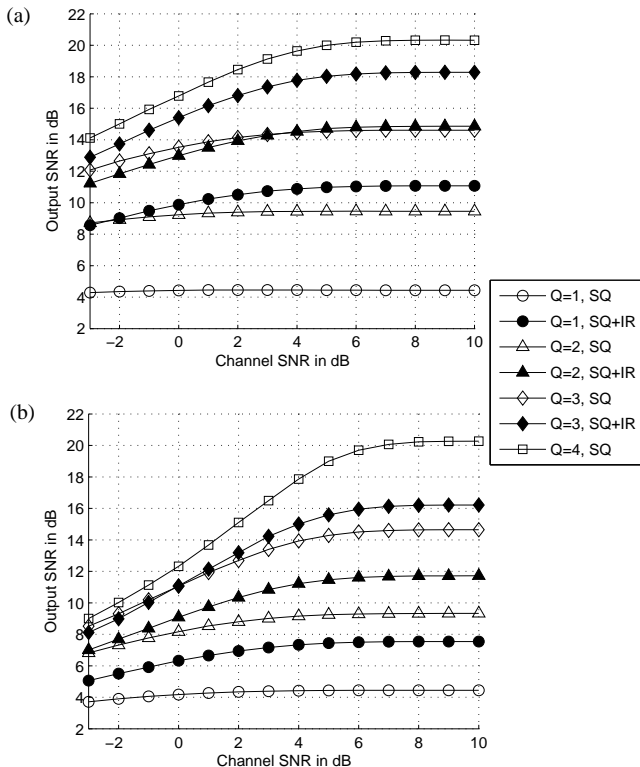 (a)
22
20
18
16
14
12
10
8
6
4
2
Output SNR in dB
−2 0 2 4 6 8 10
Channel SNR in dB
Q=1, SQ
Q=1, SQ+IR
Q=2, SQ
Q=2, SQ+IR
Q=3, SQ
Q=3, SQ+IR
Q=4, SQ
(b)
22
20
18
16
14
12
10
8
6
4
2
Output SNR in dB
−2 0 2 4 6 8 10
Channel SNR in dB